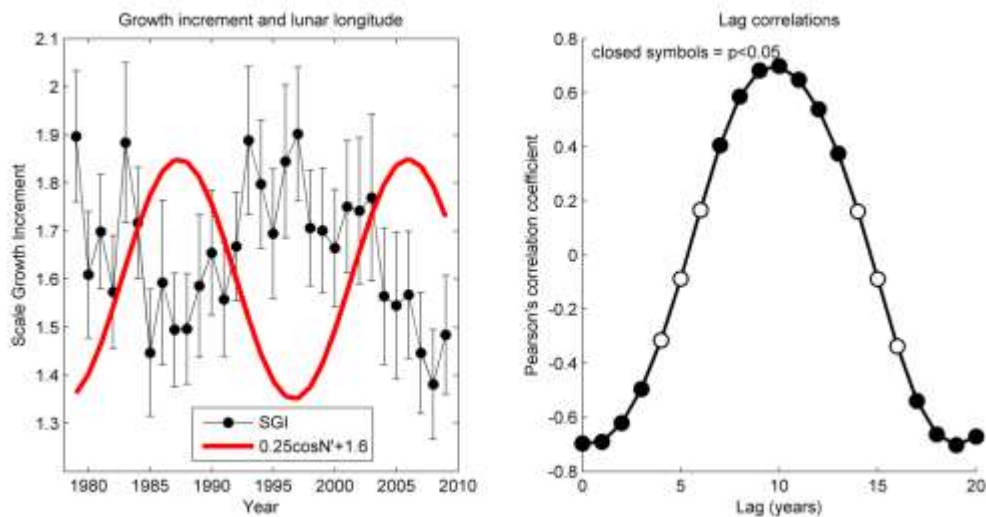 Growth increment and lunar longitude
2.1
2
1.9
1.8
1.7
1.6
1.5
1.4
1.3
Scale Growth Increment
SGI
0.25cosN'+1.6
1980 1985 1990 1995 2000 2005 2010
Year
Lag correlations
closed symbols = p<0.05
0.8
0.6
0.4
0.2
0
-0.2
-0.4
-0.6
-0.8
Pearson's correlation coefficient
0 5 10 15 20
Lag (years)